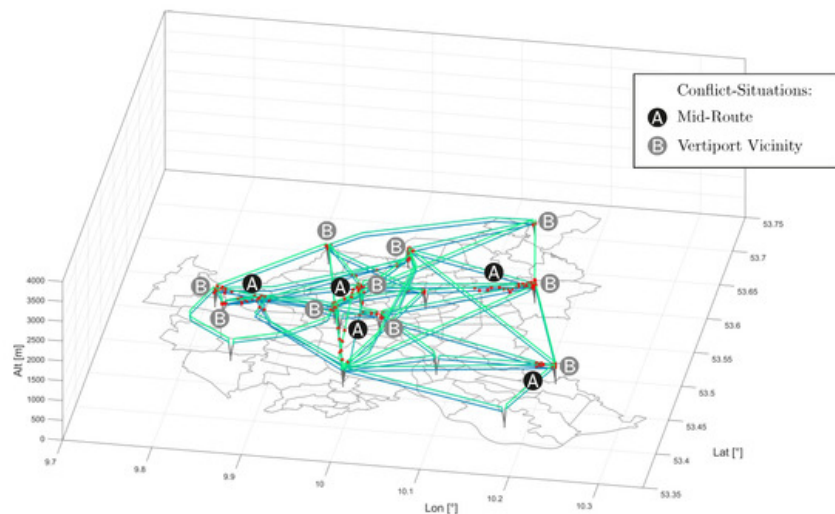 Conflict-Situations:
A Mid-Route
B Vertiport Vicinity
B
B
B
A
B
A
A
B
B
B
B
A
B
A
B
4000
3500
3000
2500
2000
1500
1000
500
0
Alt [m]
9.7
9.8
9.9
10
10.1
10.2
10.3
Lon [°]
53.75
53.7
53.65
53.6
53.55
53.5
53.45
53.4
53.35
Lat [°]